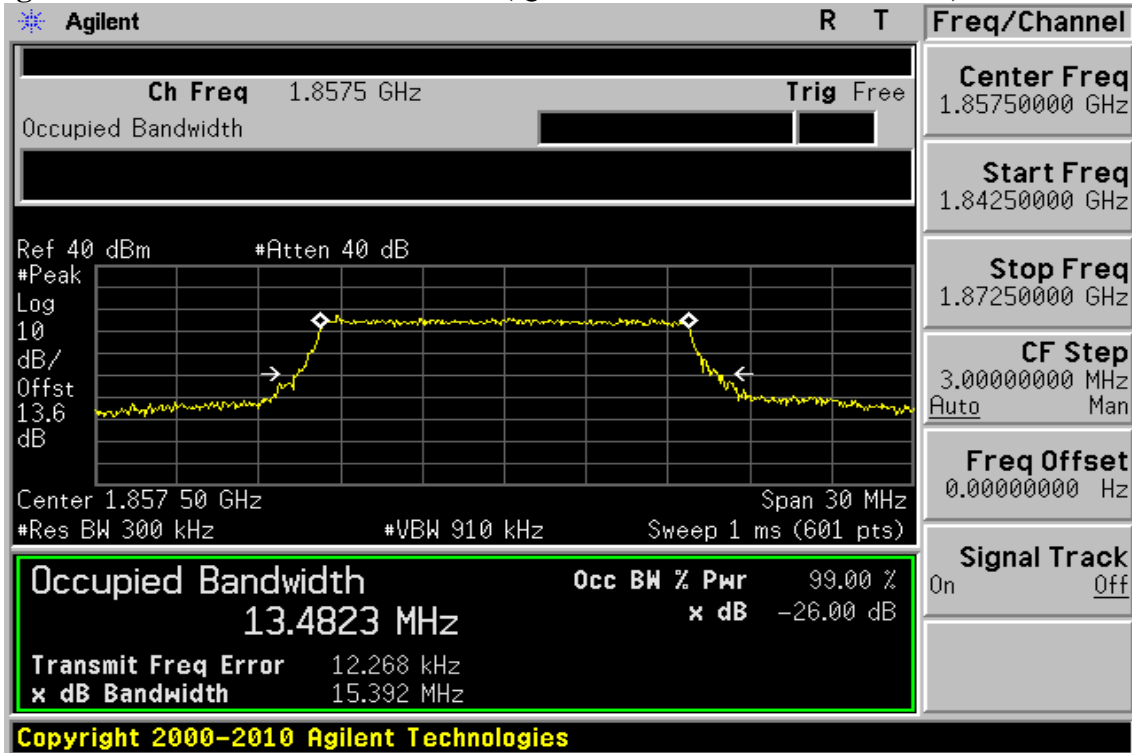 Agilent R T Freq/Channel
Ch Freq 1.8575 GHz Trig Free
Occupied Bandwidth
Center Freq
1.85750000 GHz
Start Freq
1.84250000 GHz
Stop Freq
1.87250000 GHz
CF Step
3.00000000 MHz
Auto Man
Freq Offset
0.00000000 Hz
Signal Track
On Off
Ref 40 dBm #Atten 40 dB
#Peak
Log
10
dB/
Offst
13.6
dB
Center 1.857 50 GHz Span 30 MHz
#Res BW 300 kHz #VBW 910 kHz Sweep 1 ms (601 pts)
Occupied Bandwidth Occ BW % Pwr 99.00 %
13.4823 MHz x dB -26.00 dB
Transmit Freq Error 12.268 kHz
x dB Bandwidth 15.392 MHz
Copyright 2000-2010 Agilent Technologies